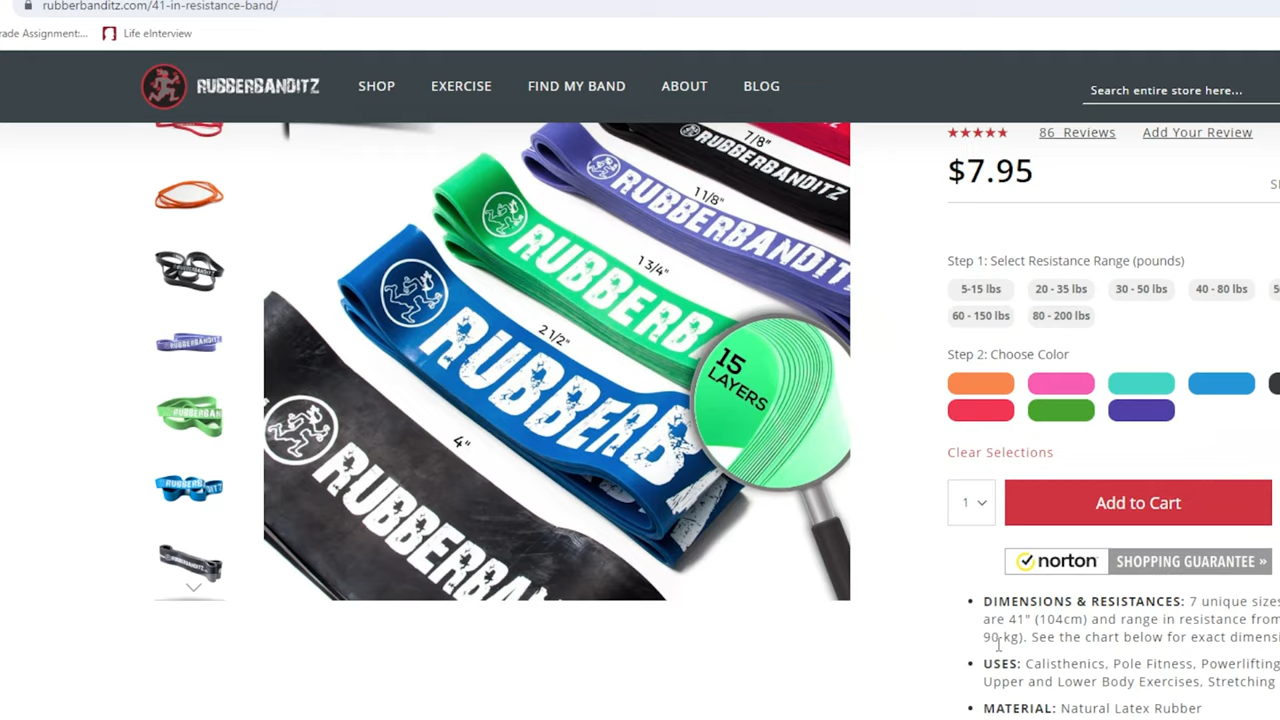 rubberbanditz.com/41-in-resistance-band/
rade Assignment:... Life eInterview
RUBBERBANDITZ SHOP EXERCISE FIND MY BAND ABOUT BLOG
Search entire store here...
86 Reviews Add Your Review
$7.95
Step 1: Select Resistance Range (pounds)
5-15 lbs 20 - 35 lbs 30 - 50 lbs 40 - 80 lbs
60 - 150 lbs 80 - 200 lbs
Step 2: Choose Color
Clear Selections
1 Add to Cart
norton SHOPPING GUARANTEE »
• DIMENSIONS & RESISTANCES: 7 unique sizes
are 41" (104cm) and range in resistance from
90 kg). See the chart below for exact dimensi
• USES: Calisthenics, Pole Fitness, Powerlifting
Upper and Lower Body Exercises, Stretching
• MATERIAL: Natural Latex Rubber
7/8"
RUBBERBANDITZ
1 1/8"
RUBBERBANDITZ
1 3/4"
RUBBERB
15
LAYERS
2 1/2"
RUBBERB
4"
RUBBERBAN